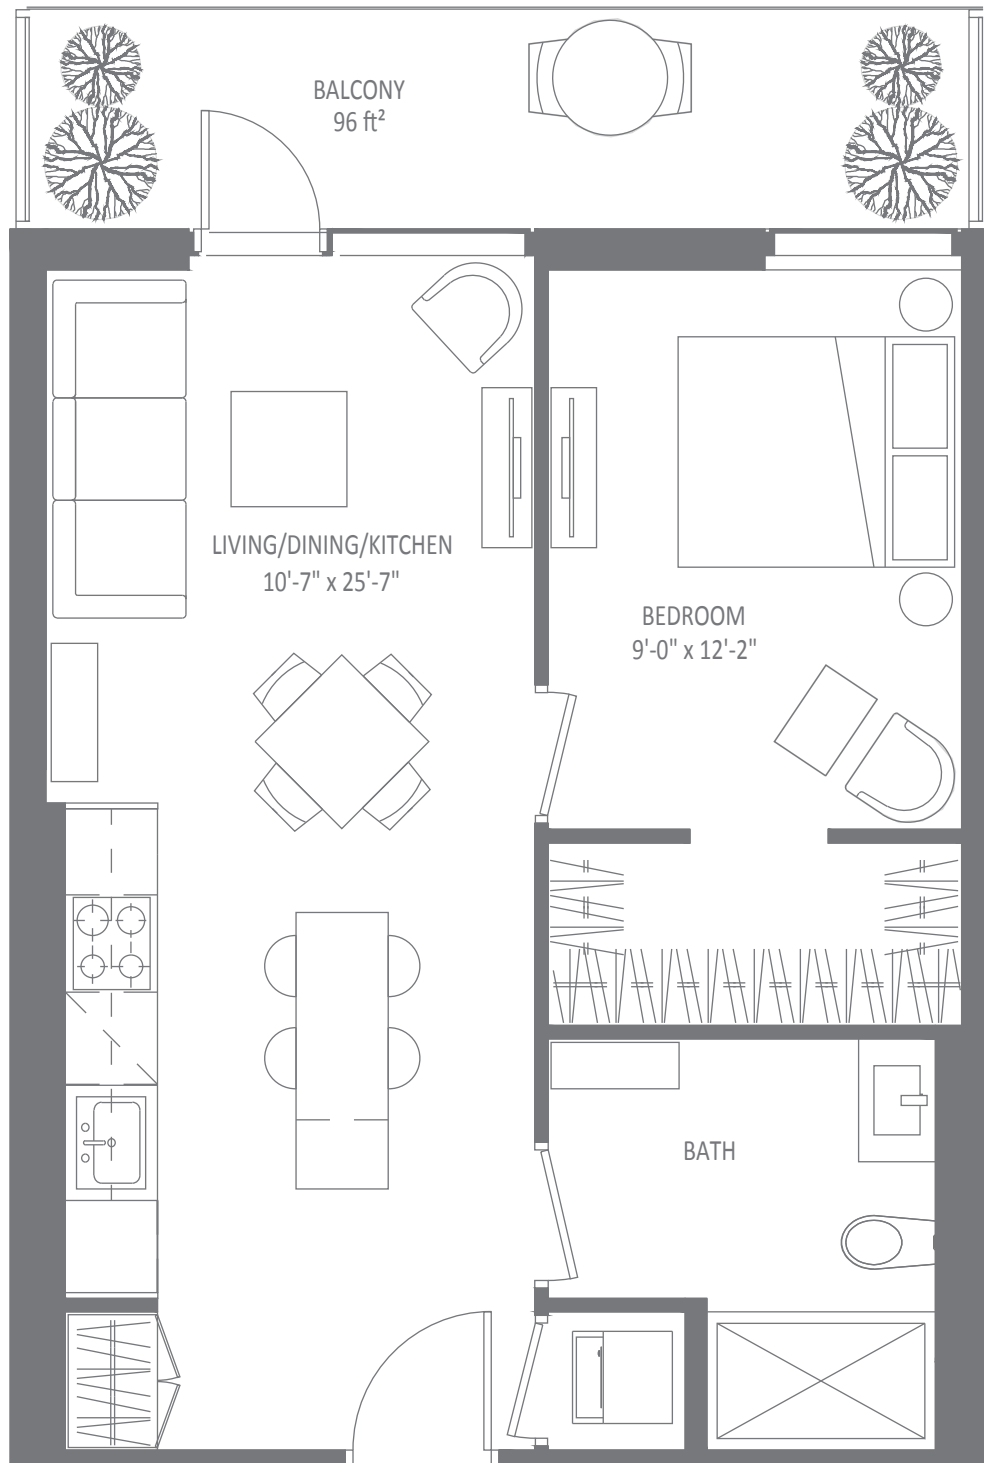 BALCONY
96 ft²
LIVING/DINING/KITCHEN
10'-7" x 25'-7"
BEDROOM
9'-0" x 12'-2"
BATH